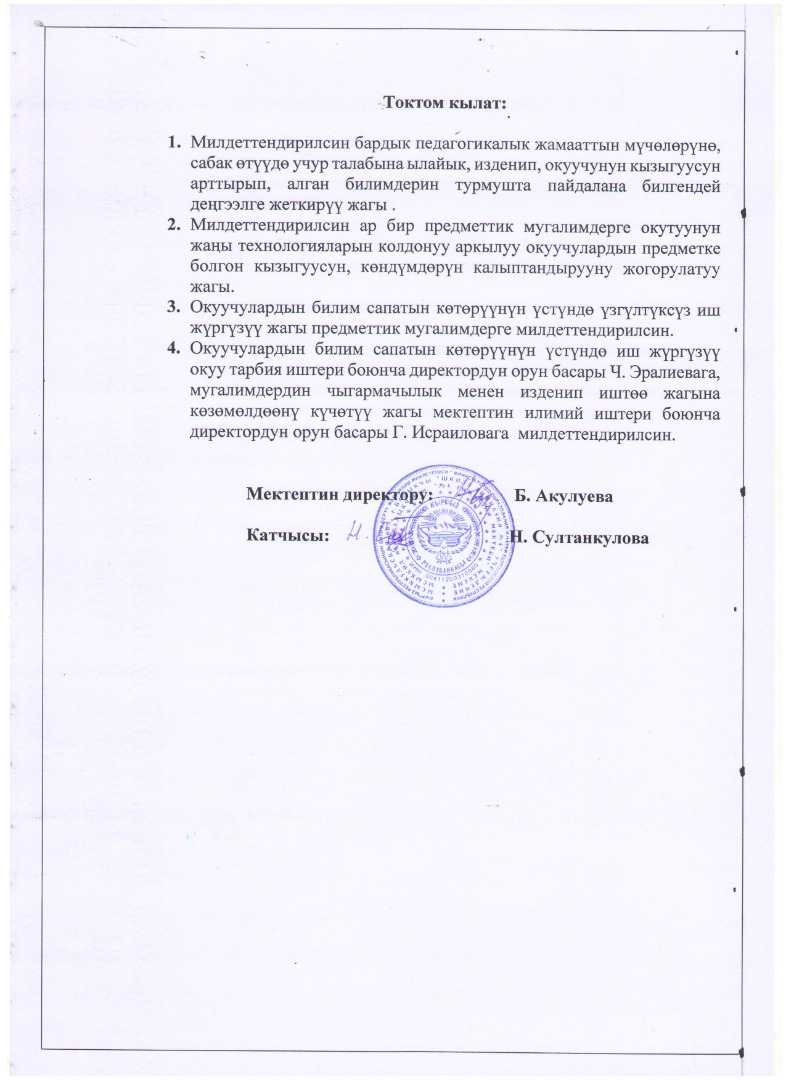 Токтом кылат:
1. Милдеттендирилсин бардык педагогикалык жамааттын мүчөлөрүнө,
сабак өтүүдө учур талабына ылайык, изденип, окуучунун кызыгуусун
арттырып, алган билимдерин турмушта пайдалана билгендей
деңгээлге жеткирүү жагы .
2. Милдеттендирилсин ар бир предметтик мугалимдерге окутуунун
жаңы технологияларын колдонуу аркылуу окуучулардын предметке
болгон кызыгуусун, көндүмдөрүн калыптандырууну жогорулатуу
жагы.
3. Окуучулардын билим сапатын көтөрүүнүн үстүндө үзгүлтүксүз иш
жүргүзүү жагы предметтик мугалимдерге милдеттендирилсин.
4. Окуучулардын билим сапатын көтөрүүнүн үстүндө иш жүргүзүү
окуу тарбия иштери боюнча директордун орун басары Ч. Эралиевага,
мугалимдердин чыгармачылык менен изденип иштөө жагына
көзөмөлдөөнү күчөтүү жагы мектептин илимий иштери боюнча
директордун орун басары Г. Исраиловага милдеттендирилсин.
Мектептин директору: Б. Акулуева
Катчысы: Н. Султанкулова